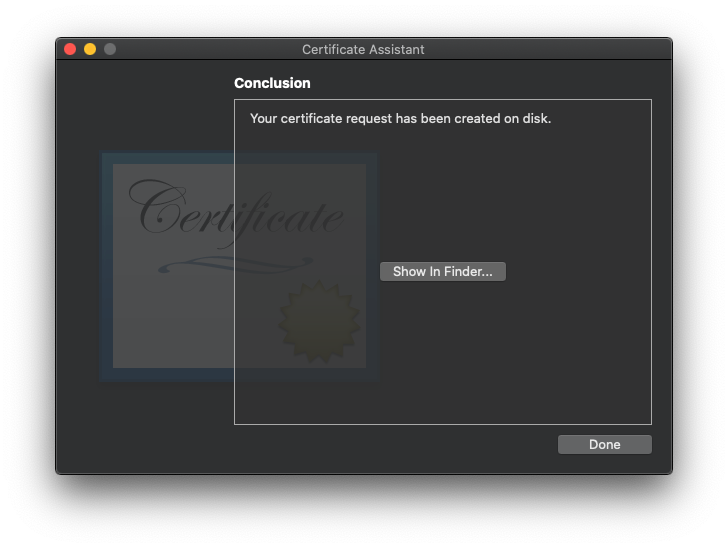 Certificate Assistant
Conclusion
Your certificate request has been created on disk.
Certificate
Show In Finder...
Done